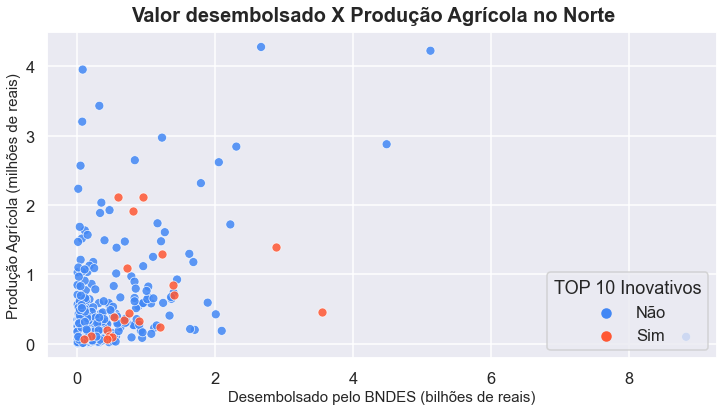 Valor desembolsado X Produção Agrícola no Norte
Produção Agrícola (milhões de reais)
4
3
2
1
0
TOP 10 Inovativos
Não
Sim
0
2
4
6
8
Desembolsado pelo BNDES (bilhões de reais)